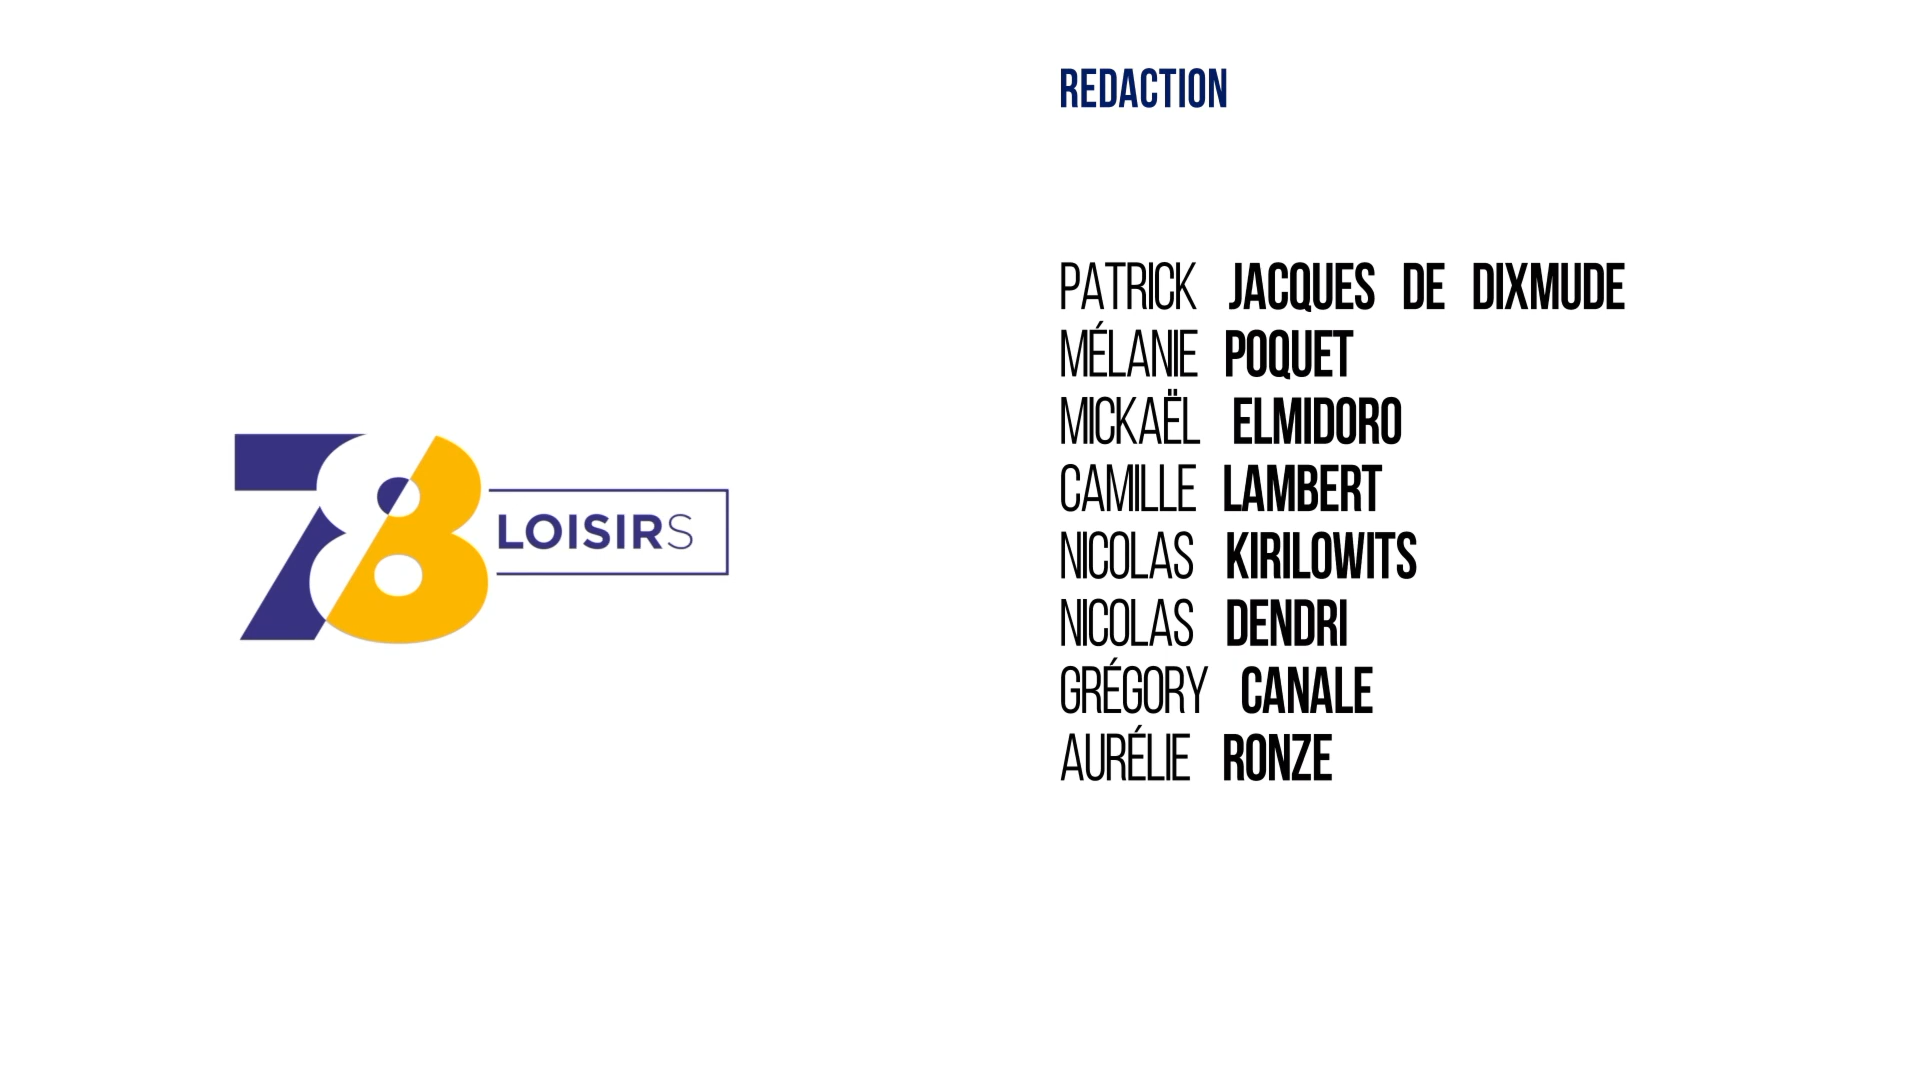 REDACTION
PATRICK JACQUES DE DIXMUDE
MÉLANIE POQUET
MICKAËL ELMIDORO
CAMILLE LAMBERT
NICOLAS KIRILOWITS
NICOLAS DENDRI
GRÉGORY CANALE
AURÉLIE RONZE
78 LOISIRS